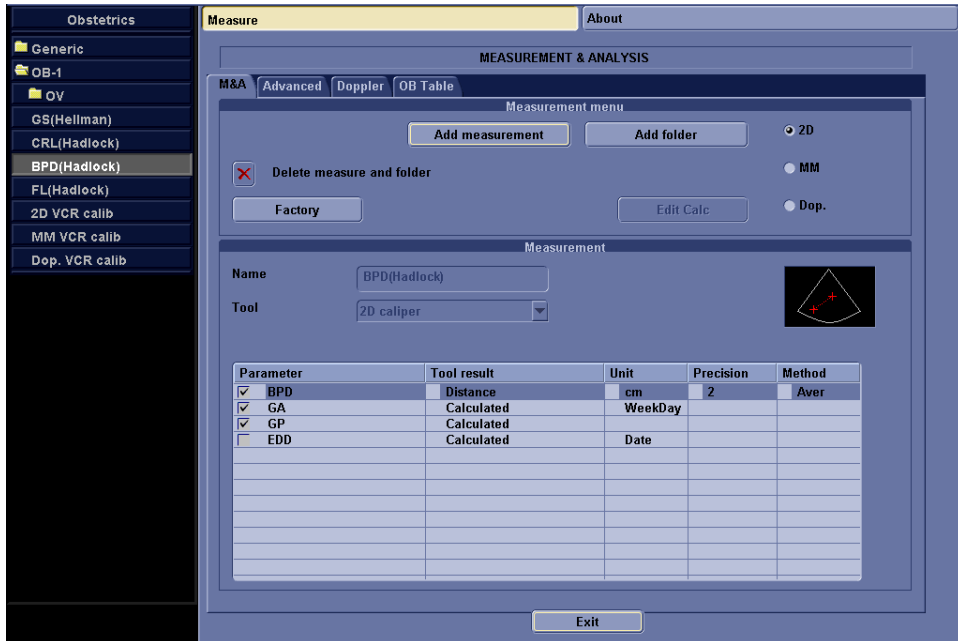 Obstetrics
Generic
OB-1
OV
GS(Hellman)
CRL(Hadlock)
BPD(Hadlock)
FL(Hadlock)
2D VCR calib
MM VCR calib
Dop. VCR calib
Measure About
MEASUREMENT & ANALYSIS
M&A Advanced Doppler OB Table
Measurement menu
Add measurement Add folder 2D
Delete measure and folder MM
Factory Edit Calc Dop.
Measurement
Name BPD(Hadlock)
Tool 2D caliper
Parameter Tool result Unit Precision Method
BPD Distance cm 2 Aver
GA Calculated WeekDay
GP Calculated
EDD Calculated Date
Exit